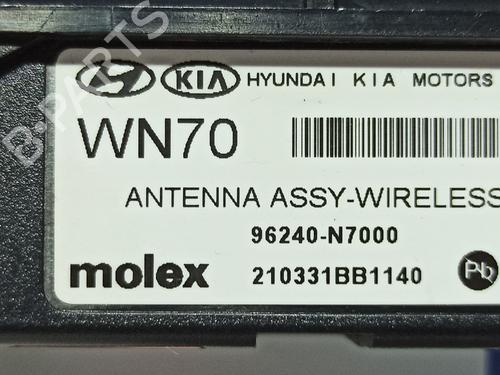 KIA HYUNDAI KIA MOTORS
WN70
ANTENNA ASSY-WIRELESS
96240-N7000
molex 210331BB1140 Pb
B-PARTS